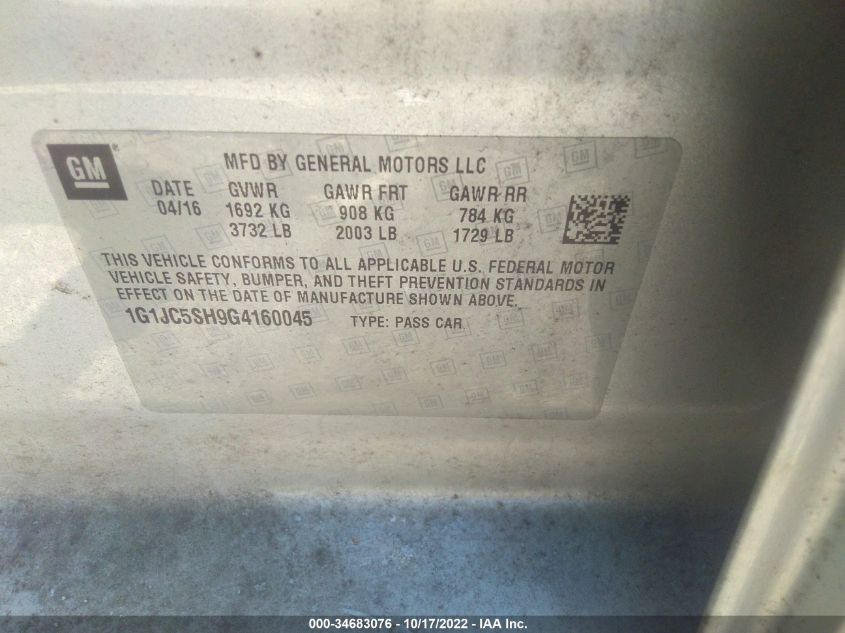 GM
MFD BY GENERAL MOTORS LLC
DATE GVWR GAWR FRT GAWR RR
04/16 1692 KG 908 KG 784 KG
3732 LB 2003 LB 1729 LB
THIS VEHICLE CONFORMS TO ALL APPLICABLE U.S. FEDERAL MOTOR
VEHICLE SAFETY, BUMPER, AND THEFT PREVENTION STANDARDS IN
EFFECT ON THE DATE OF MANUFACTURE SHOWN ABOVE.
1G1JC5SH9G4160045 TYPE: PASS CAR
000-34683076 - 10/17/2022 - IAA Inc.